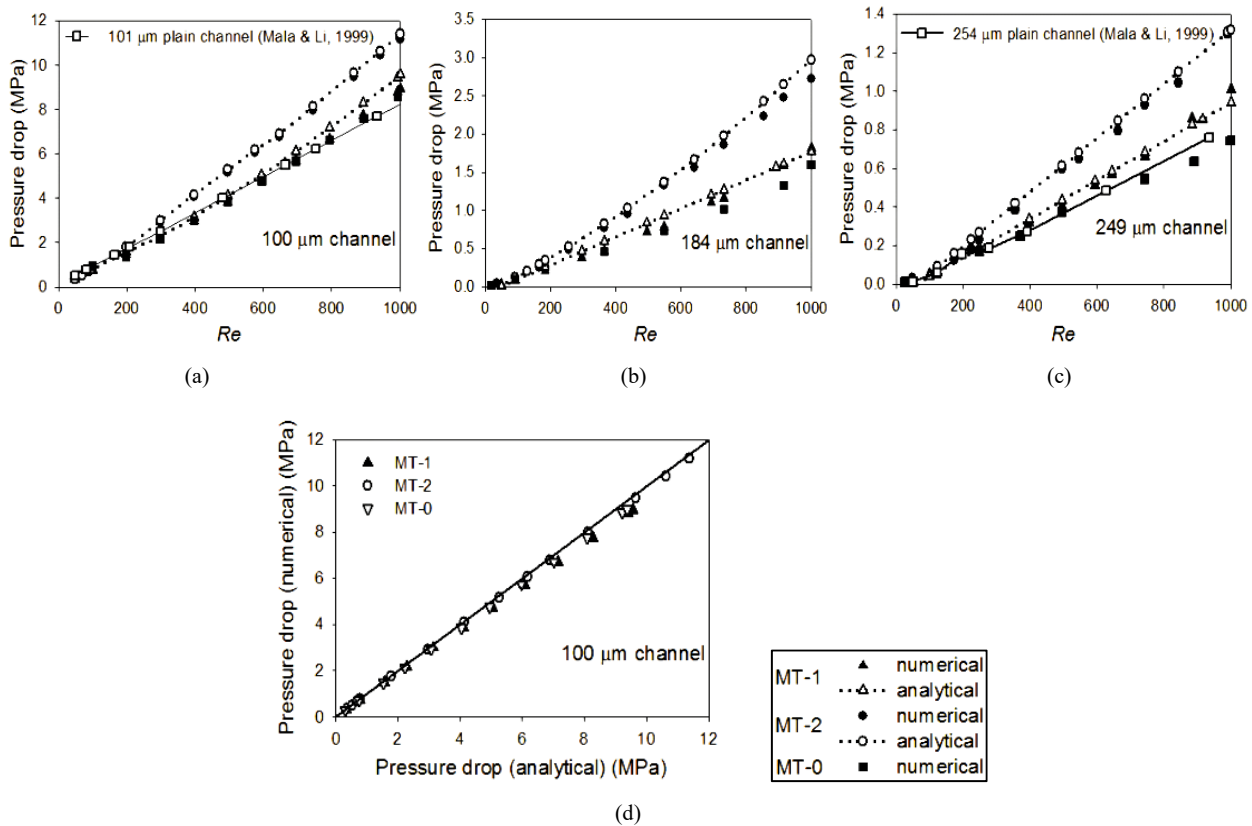 12
10
8
6
4
2
0
Pressure drop (MPa)
101 μm plain channel (Mala & Li, 1999)
100 μm channel
0 200 400 600 800 1000
Re
(a)
3.5
3.0
2.5
2.0
1.5
1.0
0.5
0.0
Pressure drop (MPa)
184 μm channel
0 200 400 600 800 1000
Re
(b)
1.4
1.2
1.0
0.8
0.6
0.4
0.2
0.0
Pressure drop (MPa)
254 μm plain channel (Mala & Li, 1999)
249 μm channel
0 200 400 600 800 1000
Re
(c)
12
10
8
6
4
2
0
Pressure drop (numerical) (MPa)
MT-1
MT-2
MT-0
100 μm channel
0 2 4 6 8 10 12
Pressure drop (analytical) (MPa)
(d)
MT-1 numerical
analytical
MT-2 numerical
analytical
MT-0 numerical